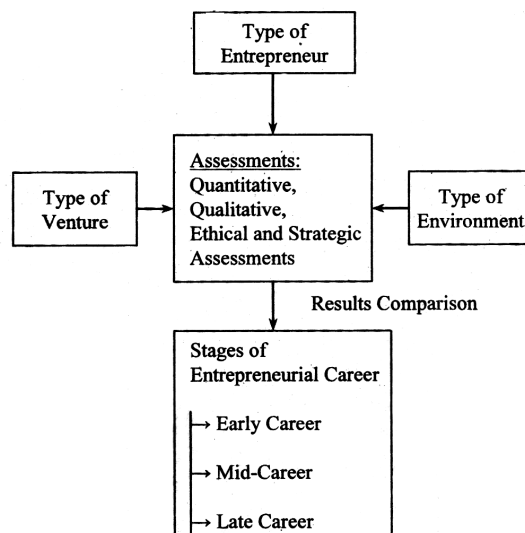 Type of
Entrepreneur
Assessments:
Quantitative,
Qualitative,
Ethical and Strategic
Assessments
Type of
Venture
Type of
Environment
Results Comparison
Stages of
Entrepreneurial Career
→ Early Career
→ Mid-Career
→ Late Career